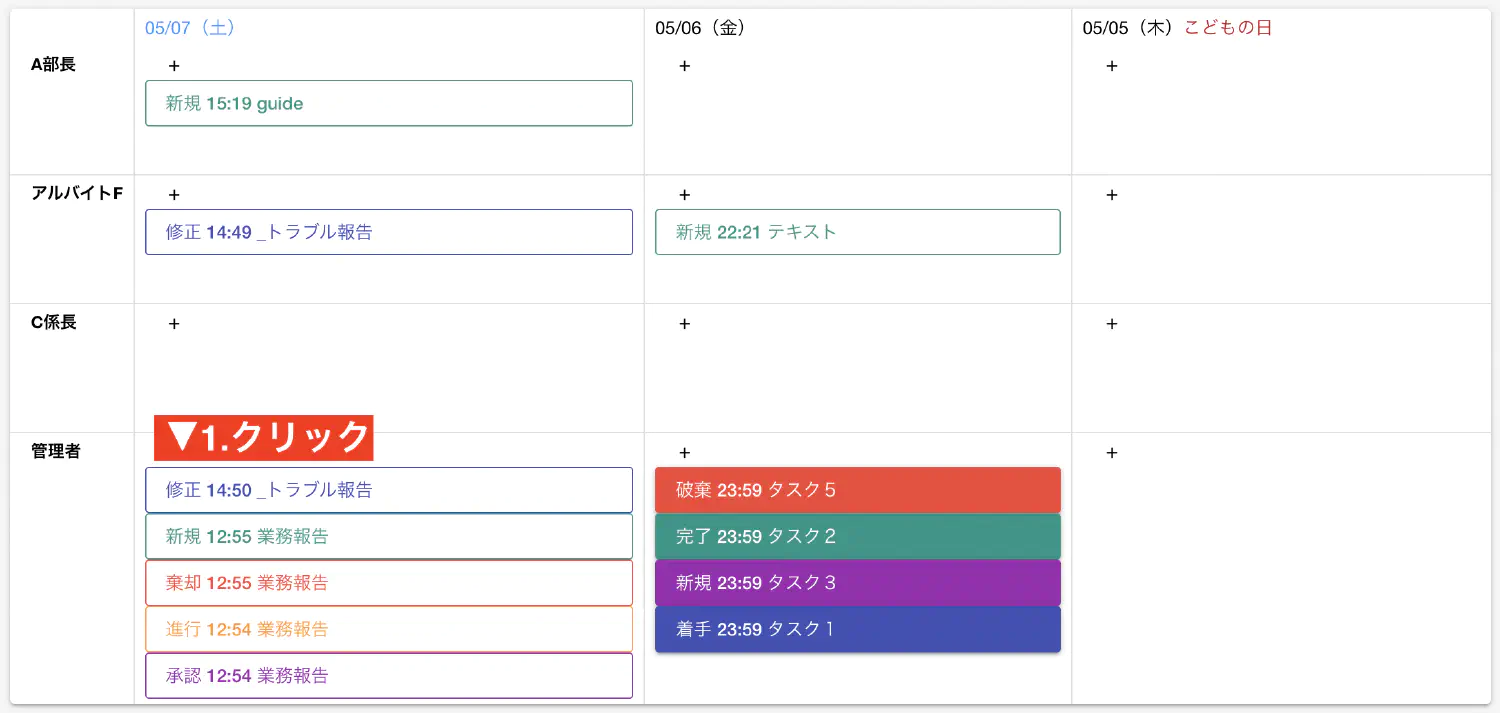 05/07（土）
05/06（金）
05/05（木）こどもの日
A部長
+
+
+
新規 15:19 guide
アルバイトF
+
+
+
修正 14:49 _トラブル報告
新規 22:21 テキスト
C係長
+
+
+
▼1.クリック
管理者
+
+
修正 14:50 _トラブル報告
破棄 23:59 タスク５
新規 12:55 業務報告
完了 23:59 タスク２
棄却 12:55 業務報告
新規 23:59 タスク３
進行 12:54 業務報告
着手 23:59 タスク１
承認 12:54 業務報告